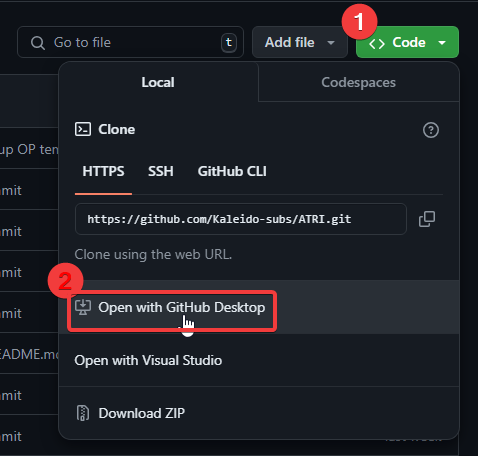 1
Go to file
t
Add file
Code
Local
Codespaces
Clone
up OP tem
HTTPS
SSH
GitHub CLI
mit
https://github.com/Kaleido-subs/ATRI.git
mit
Clone using the web URL.
mit
2
Open with GitHub Desktop
mit
EADME.mo
Open with Visual Studio
mit
Download ZIP
mit